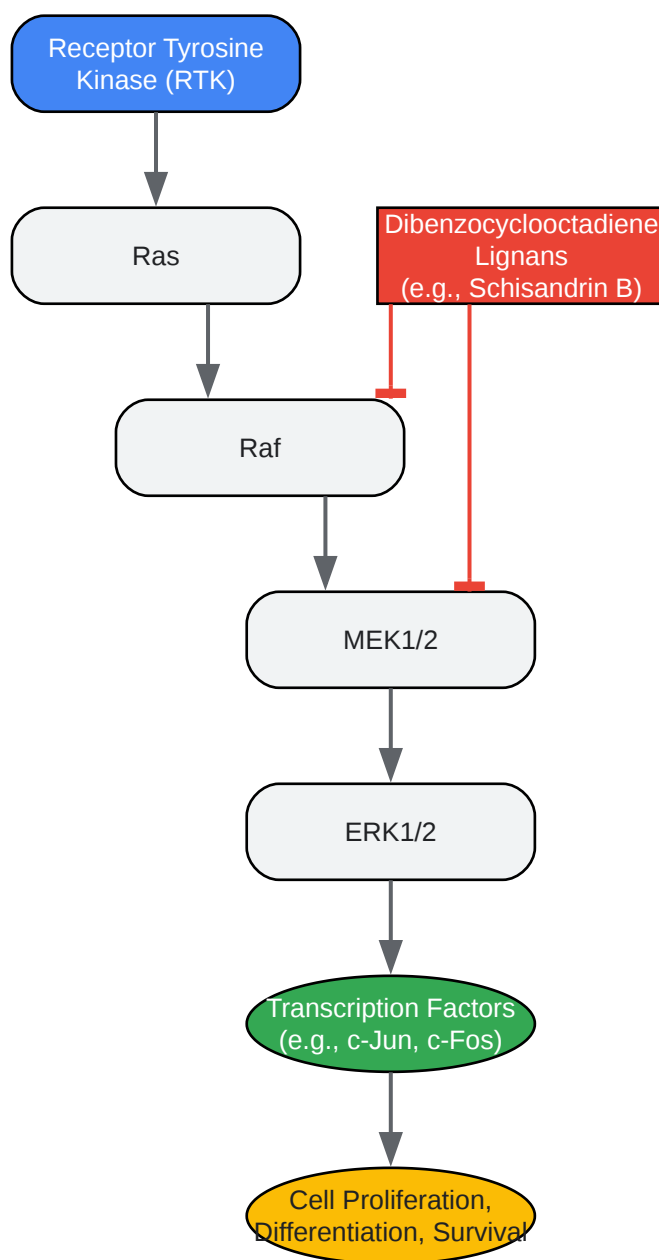 Receptor Tyrosine
Kinase (RTK)
Ras
Dibenzocyclooctadiene
Lignans
(e.g., Schisandrin B)
Raf
MEK1/2
ERK1/2
Transcription Factors
(e.g., c-Jun, c-Fos)
Cell Proliferation,
Differentiation, Survival